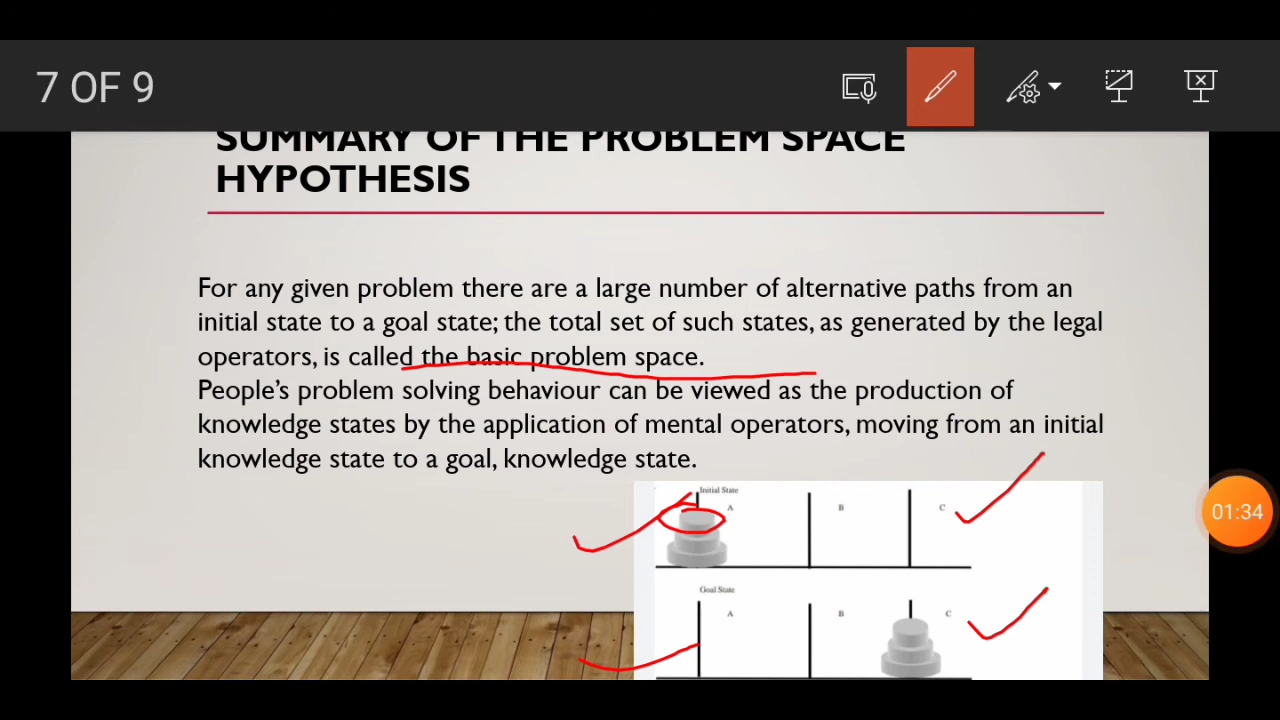 7 OF 9
SUMMARY OF THE PROBLEM SPACE
HYPOTHESIS
For any given problem there are a large number of alternative paths from an
initial state to a goal state; the total set of such states, as generated by the legal
operators, is called the basic problem space.
People's problem solving behaviour can be viewed as the production of
knowledge states by the application of mental operators, moving from an initial
knowledge state to a goal, knowledge state.
Initial State
A B C
01:34
Goal State
A B C